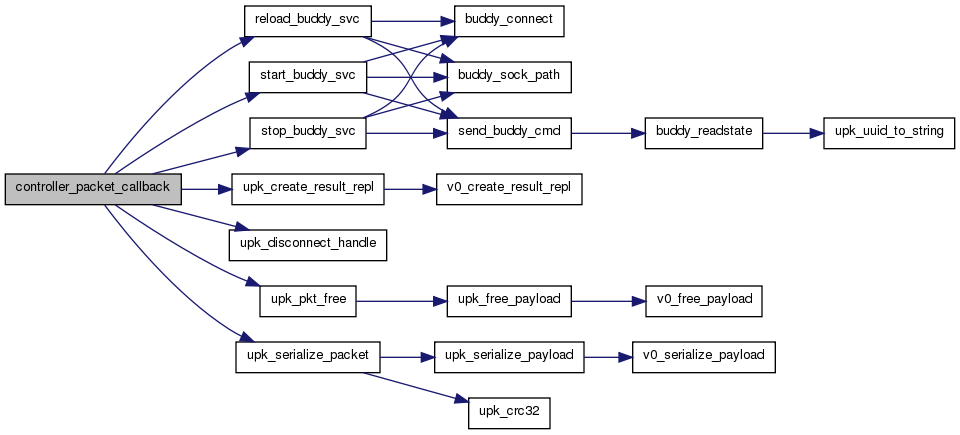 reload_buddy_svc
buddy_connect
start_buddy_svc
buddy_sock_path
stop_buddy_svc
send_buddy_cmd
buddy_readstate
upk_uuid_to_string
controller_packet_callback
upk_create_result_repl
v0_create_result_repl
upk_disconnect_handle
upk_pkt_free
upk_free_payload
v0_free_payload
upk_serialize_packet
upk_serialize_payload
v0_serialize_payload
upk_crc32